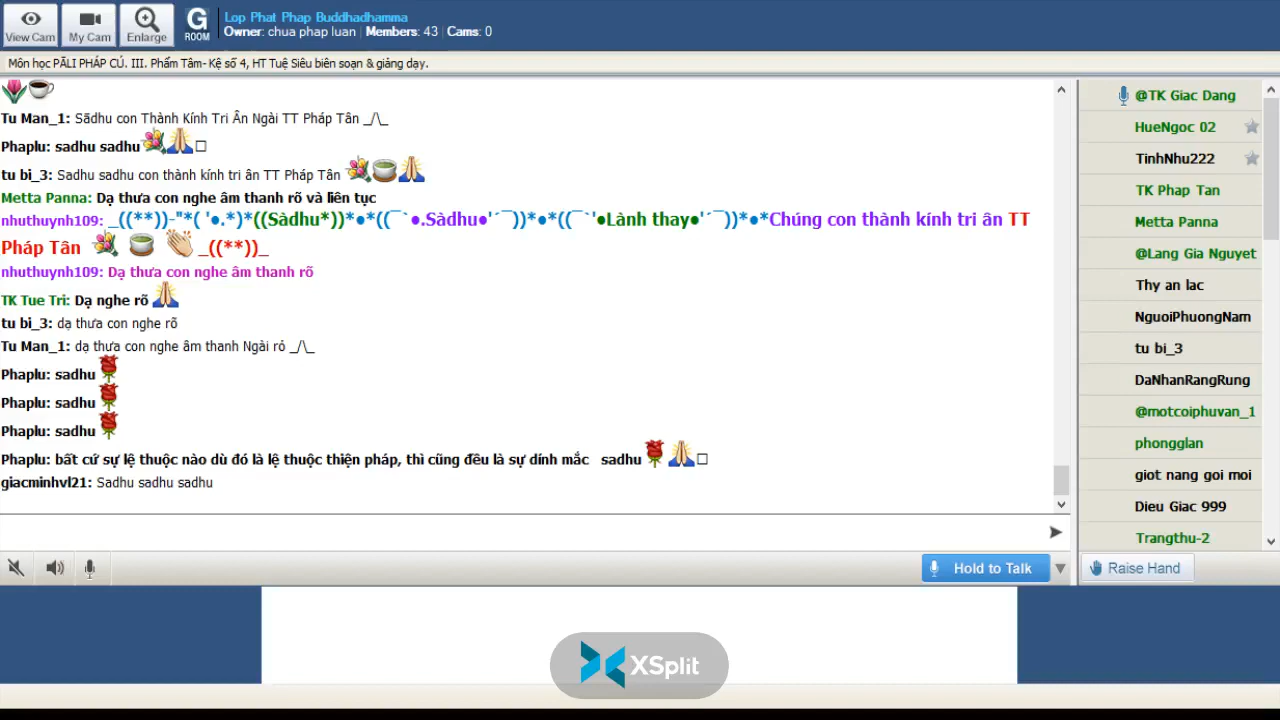 View Cam
My Cam
Enlarge
G
ROOM
Lop Phat Phap Buddhadhamma
Owner: chua phap luan | Members: 43 | Cams: 0
Môn học PĀLI PHÁP CÚ. III. Phẩm Tâm- Kệ số 4, HT Tuệ Siêu biên soạn & giảng dạy.
Tu Man_1: Sādhu con Thành Kính Tri Ân Ngài TT Pháp Tân _/\_
Phaplu: sadhu sadhu
tu bi_3: Sadhu sadhu con thành kính tri ân TT Pháp Tân
Metta Panna: Dạ thưa con nghe âm thanh rõ và liên tục
nhuthuynh109: _((**))-"*( '●.*)*((Sàdhu*))*●*((¯`●.Sàdhu●'´¯))*●*((¯`'●Lành thay●'´¯))*●*Chúng con thành kính tri ân TT
Pháp Tân _((**))_
nhuthuynh109: Dạ thưa con nghe âm thanh rõ
TK Tue Tri: Dạ nghe rõ
tu bi_3: dạ thưa con nghe rõ
Tu Man_1: dạ thưa con nghe âm thanh Ngài rỏ _/\_
Phaplu: sadhu
Phaplu: sadhu
Phaplu: sadhu
Phaplu: bất cứ sự lệ thuộc nào dù đó là lệ thuộc thiện pháp, thì cũng đều là sự dính mắc sadhu
giacminhvl21: Sadhu sadhu sadhu
@TK Giac Dang
HueNgoc 02
TinhNhu222
TK Phap Tan
Metta Panna
@Lang Gia Nguyet
Thy an lac
NguoiPhuongNam
tu bi_3
DaNhanRangRung
@motcoiphuvan_1
phongglan
giot nang goi moi
Dieu Giac 999
Trangthu-2
Hold to Talk
Raise Hand
XSplit